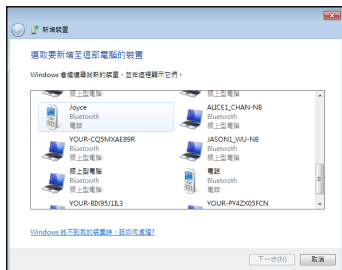 新增裝置
選取要新增至這部電腦的裝置
Windows 會繼續尋找新的裝置，並在這裡顯示它們。
膝上型電腦
膝上型電腦
Joyce
Bluetooth
電話
ALICE1_CHAN-NB
Bluetooth
膝上型電腦
YOUR-CQ5MXAE89R
Bluetooth
膝上型電腦
JASON1_WU-NB
Bluetooth
膝上型電腦
膝上型電腦
Bluetooth
膝上型電腦
電話
Bluetooth
電話
YOUR-BIX95J1L3
YOUR-PY4ZX05FCN
Windows 找不到我的裝置時，該如何處理?
下一步(N)
取消